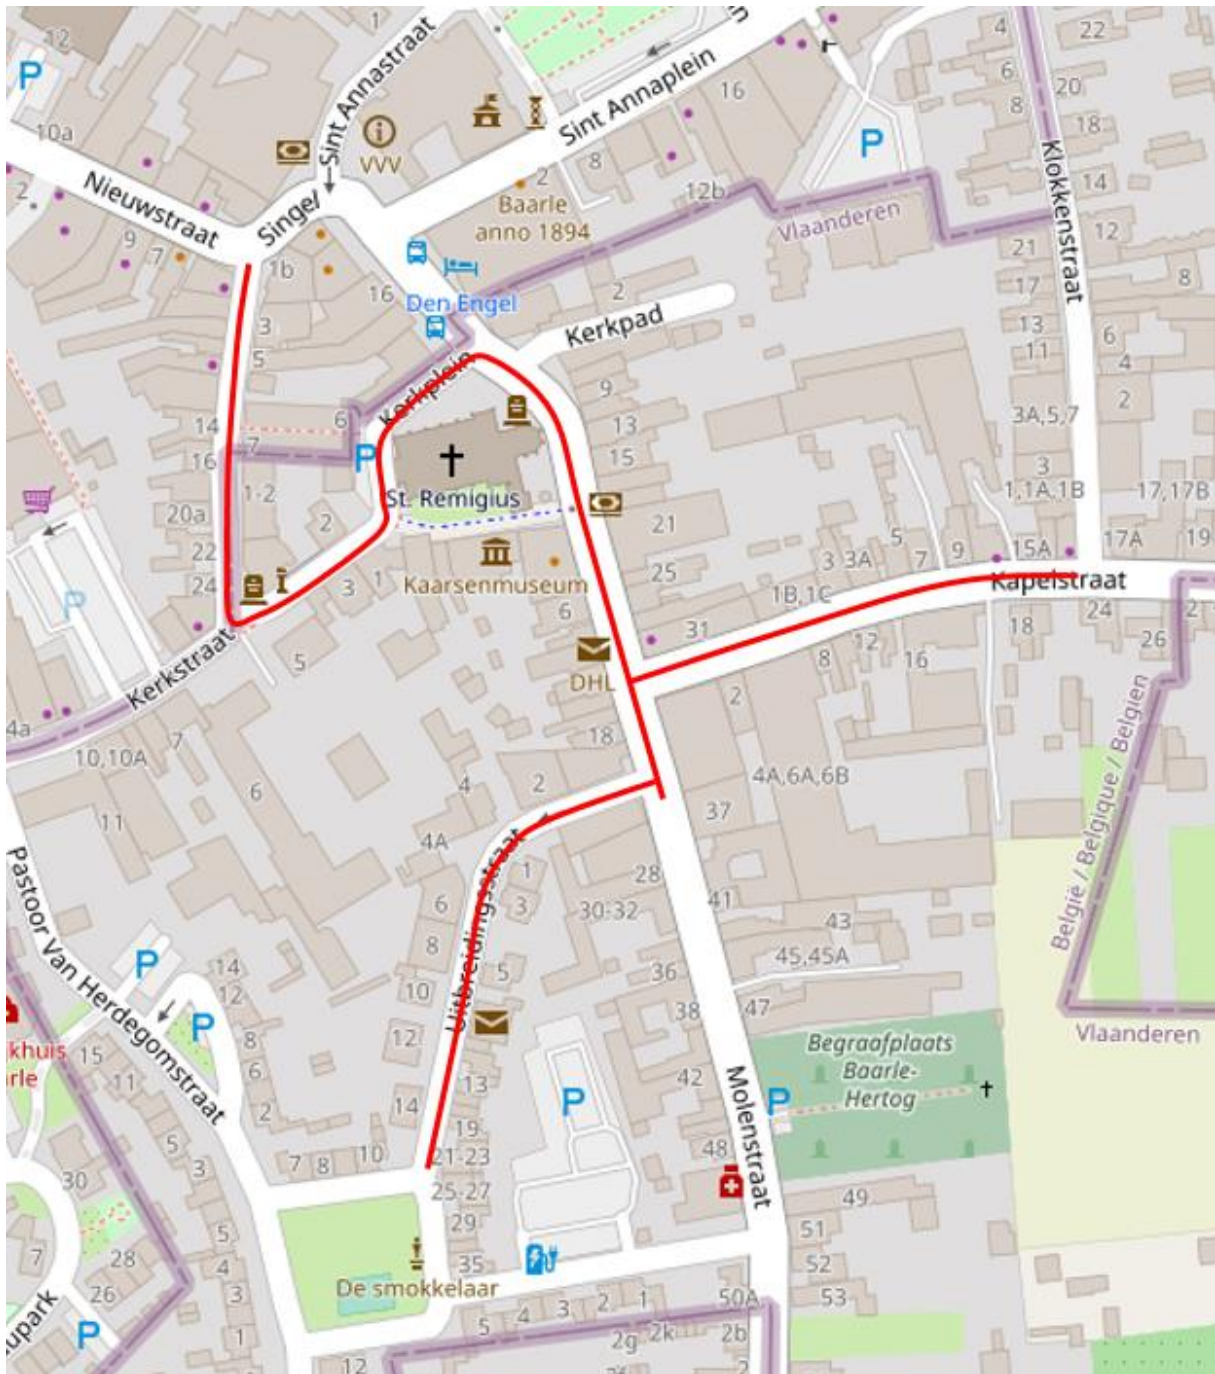 12
1
Sint Annastraat
4
22
P
6
20
10a
VVV
Sint Annaplein
16
8
18
P
8
2
Nieuwstraat
Singel
2
Baarle
anno 1894
12b
Klokkenstraat
14
Vlaanderen
12
9
7
1b
21
16
Den Engel
2
17
8
3
Kerkpad
13
6
5
11
4
Kerkplein
9
2
14
6
13
3A,5,7
7
P
15
16
3
1-2
St. Remigius
1,1A,1B
17,17B
20a
2
21
5
22
Kaarsenmuseum
3
3A
7
9
15A
17A
19
24
3
1
25
Kapelstraat
P
6
1B,1C
24
2
31
12
18
26
Kerkstraat
5
DHL
8
16
4a
2
7
18
10,10A
4
2
4A,6A,6B
België / Belgique / Belgien
6
11
37
4A
Uitbreidingsstraat
1
28
Pastoor Van Herdegomstraat
6
3
30-32
41
43
8
45,45A
P
14
5
36
10
12
38
47
Vlaanderen
P
8
12
Begraafplaats
Baarle-
Hertog
khuis
rle
15
11
6
13
42
P
P
2
14
Molenstraat
5
19
48
7
8
10
21-23
3
30
25-27
49
29
51
5
7
28
35
52
De smokkelaar
4
26
3
5
4
3
2
1
50A
53
upark
P
1
2g
2k
2b
12
2